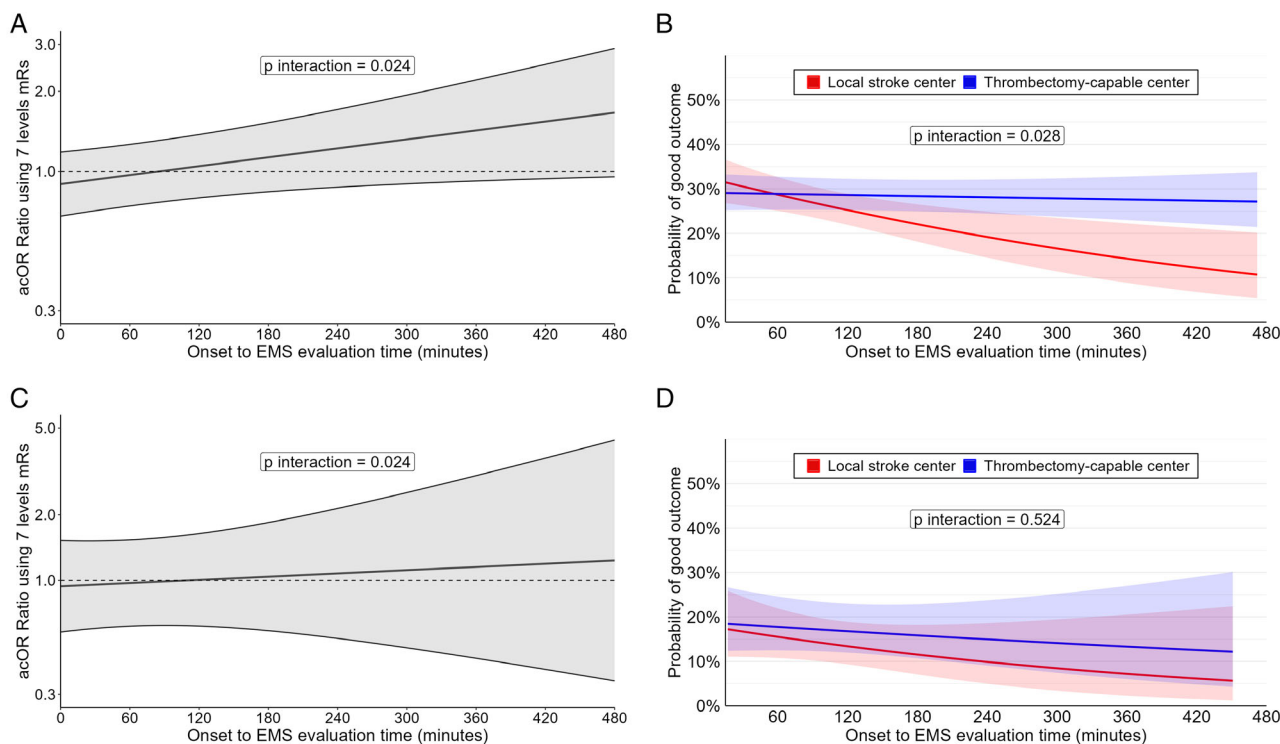 A
acOR Ratio using 7 levels mRs
3.0
2.0
1.0
0.3
p interaction = 0.024
0 60 120 180 240 300 360 420 480
Onset to EMS evaluation time (minutes)
B
Probability of good outcome
Local stroke center Thrombectomy-capable center
50%
40%
30%
20%
10%
0%
p interaction = 0.028
60 120 180 240 300 360 420 480
Onset to EMS evaluation time (minutes)
C
acOR Ratio using 7 levels mRs
5.0
2.0
1.0
0.3
p interaction = 0.024
0 60 120 180 240 300 360 420 480
Onset to EMS evaluation time (minutes)
D
Probability of good outcome
Local stroke center Thrombectomy-capable center
50%
40%
30%
20%
10%
0%
p interaction = 0.524
60 120 180 240 300 360 420 480
Onset to EMS evaluation time (minutes)